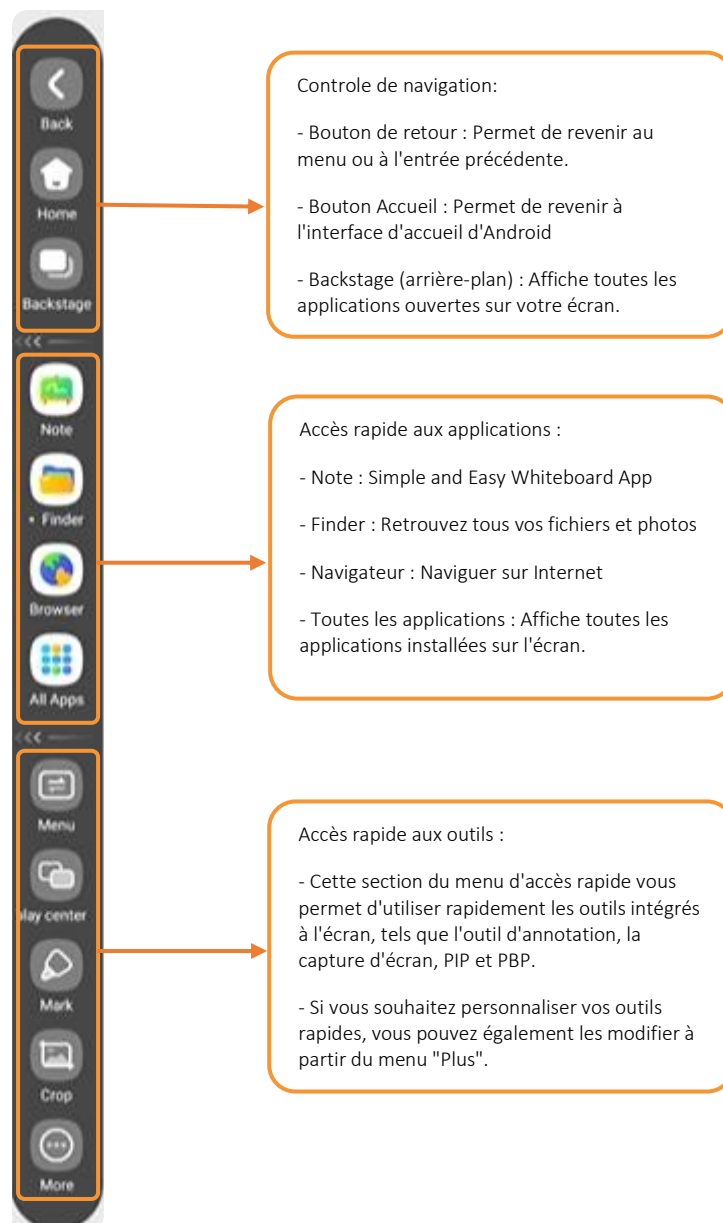 Back
Home
Backstage
Controle de navigation:
- Bouton de retour : Permet de revenir au
menu ou à l'entrée précédente.
- Bouton Accueil : Permet de revenir à
l'interface d'accueil d'Android
- Backstage (arrière-plan) : Affiche toutes les
applications ouvertes sur votre écran.
Note
• Finder
Browser
All Apps
Accès rapide aux applications :
- Note : Simple and Easy Whiteboard App
- Finder : Retrouvez tous vos fichiers et photos
- Navigateur : Naviguer sur Internet
- Toutes les applications : Affiche toutes les
applications installées sur l'écran.
Menu
lay center
Mark
Crop
More
Accès rapide aux outils :
- Cette section du menu d'accès rapide vous
permet d'utiliser rapidement les outils intégrés
à l'écran, tels que l'outil d'annotation, la
capture d'écran, PIP et PBP.
- Si vous souhaitez personnaliser vos outils
rapides, vous pouvez également les modifier à
partir du menu "Plus".